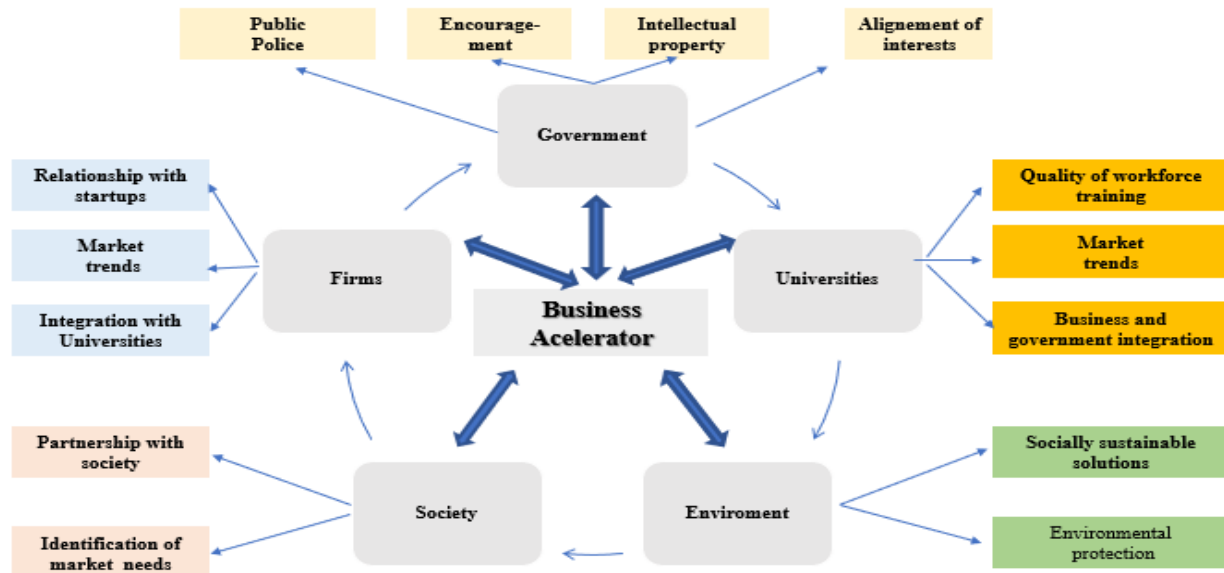 Public
Police
Encourage-
ment
Intellectual
property
Alignement of
interests
Government
Relationship with
startups
Market
trends
Integration with
Universities
Firms
Universities
Quality of workforce
training
Market
trends
Business and
government integration
Business
Acelerator
Partnership with
society
Identification of
market needs
Society
Enviroment
Socially sustainable
solutions
Environmental
protection